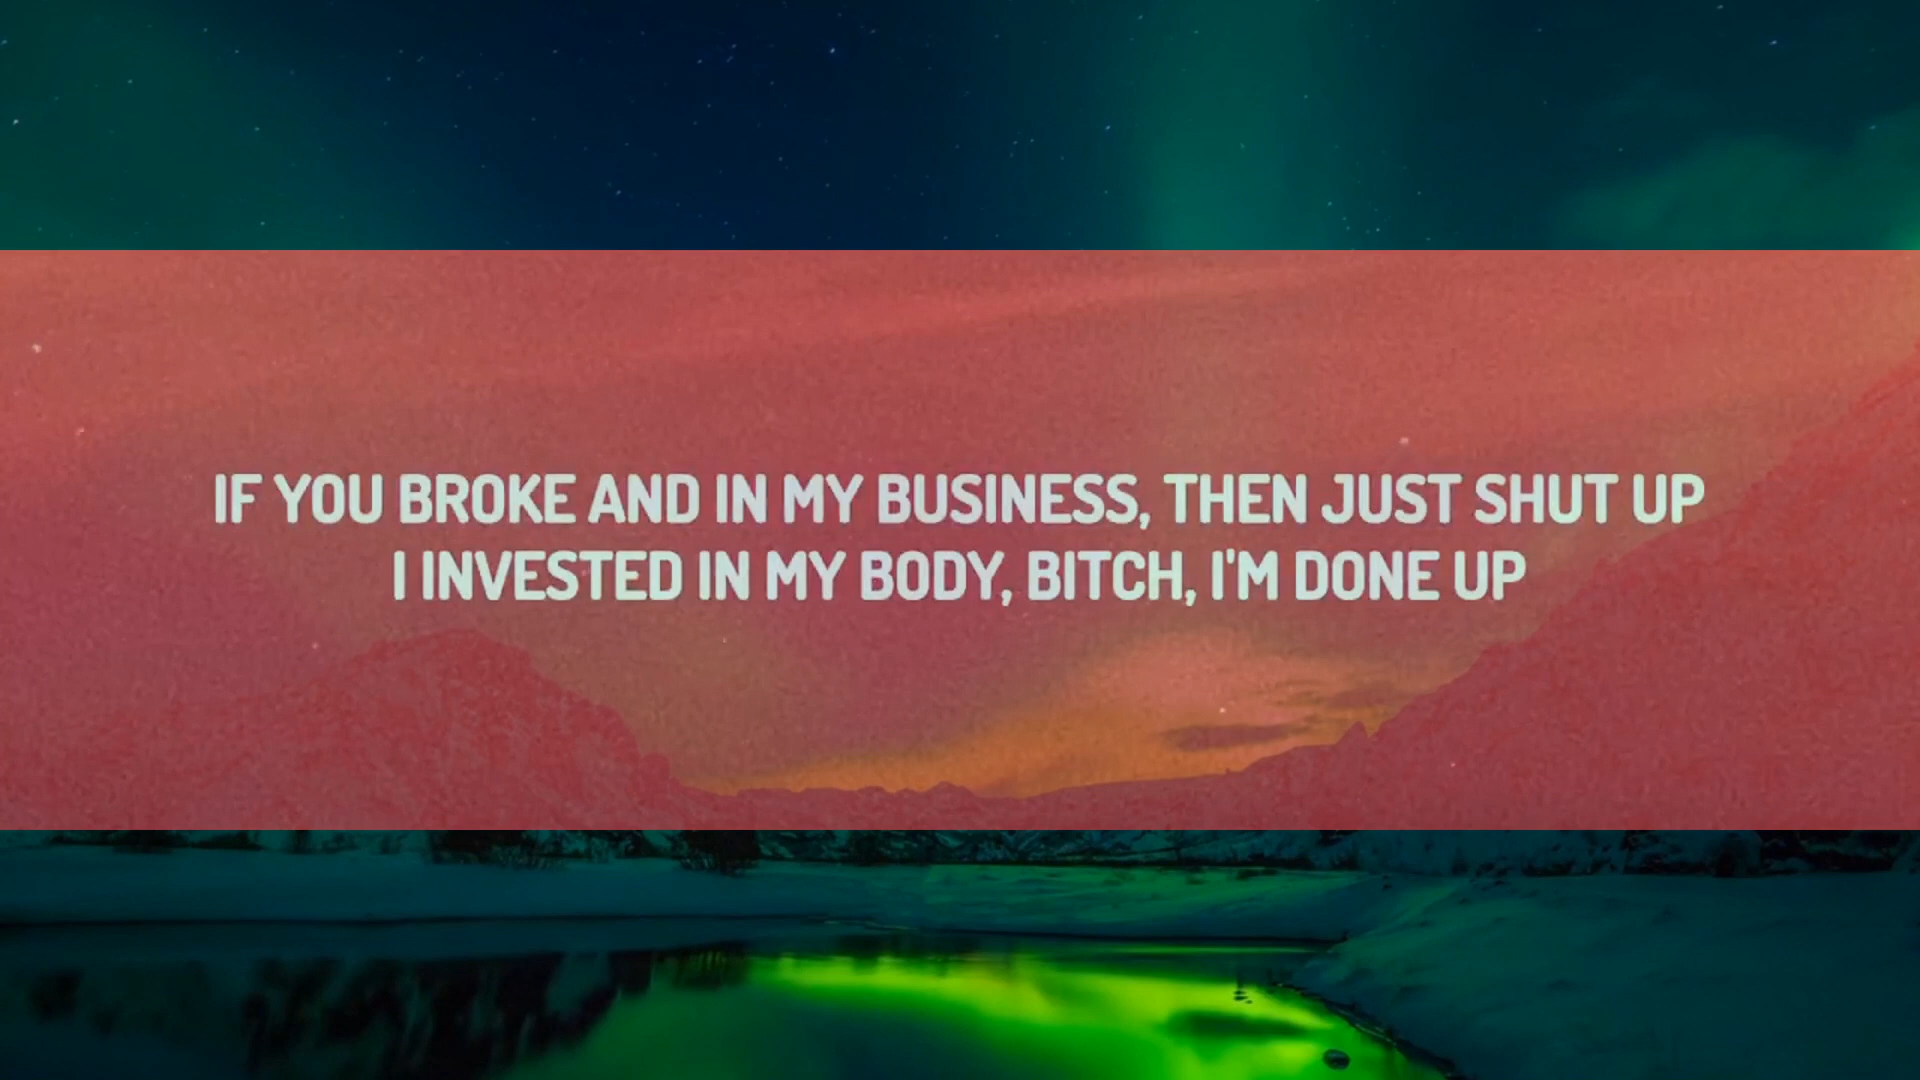 IF YOU BROKE AND IN MY BUSINESS, THEN JUST SHUT UP
I INVESTED IN MY BODY, BITCH, I'M DONE UP